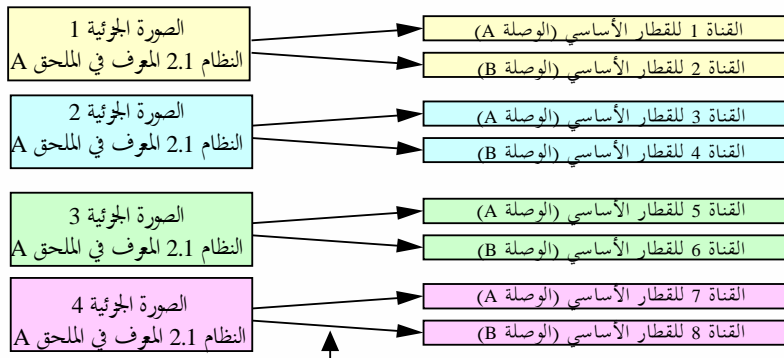 الصورة الجزئية 1
النظام 2.1 المعرف في الملحق A
القناة 1 للقطار الأساسي (الوصلة A)
القناة 2 للقطار الأساسي (الوصلة B)
الصورة الجزئية 2
النظام 2.1 المعرف في الملحق A
القناة 3 للقطار الأساسي (الوصلة A)
القناة 4 للقطار الأساسي (الوصلة B)
الصورة الجزئية 3
النظام 2.1 المعرف في الملحق A
القناة 5 للقطار الأساسي (الوصلة A)
القناة 6 للقطار الأساسي (الوصلة B)
الصورة الجزئية 4
النظام 2.1 المعرف في الملحق A
القناة 7 للقطار الأساسي (الوصلة A)
القناة 8 للقطار الأساسي (الوصلة B)